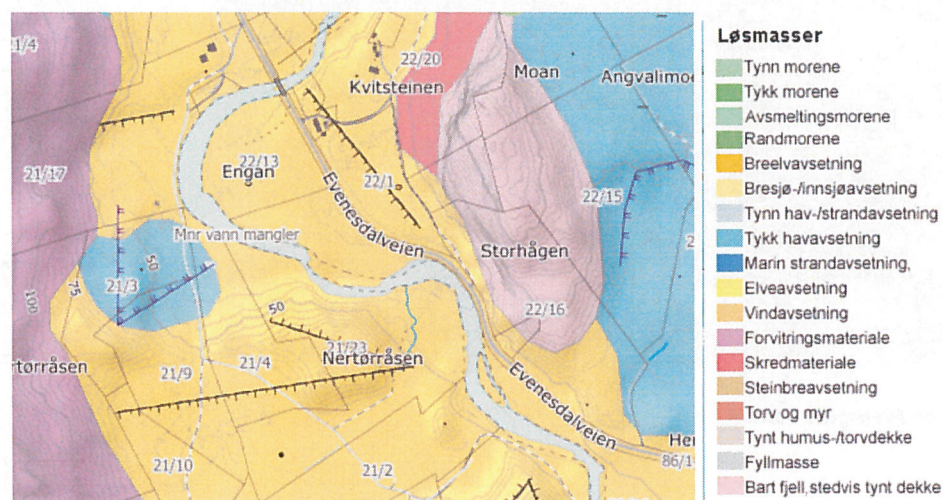 1/4
22/20
Moan
Angvalimoe
Kvitsteinen
21/17
22/13
Engan
22/1
22/15
Evenesdalveien
Mnr vann mangler
Storhågen
50
21/3
75
100
50
22/16
2
rtørråsen
21/23
Nertørråsen
21/9
21/4
Evenesdalveien
21/10
21/2
Her
86/1
Løsmasser
Tynn morene
Tykk morene
Avsmeltingsmorene
Randmorene
Breelvavsetning
Bresjø-/innsjøavsetning
Tynn hav-/strandavsetning
Tykk havavsetning
Marin strandavsetning,
Elveavsetning
Vindavsetning
Forvitringsmateriale
Skredmateriale
Steinbreavsetning
Torv og myr
Tynt humus-/torvdekke
Fyllmasse
Bart fjell,stedvis tynt dekke